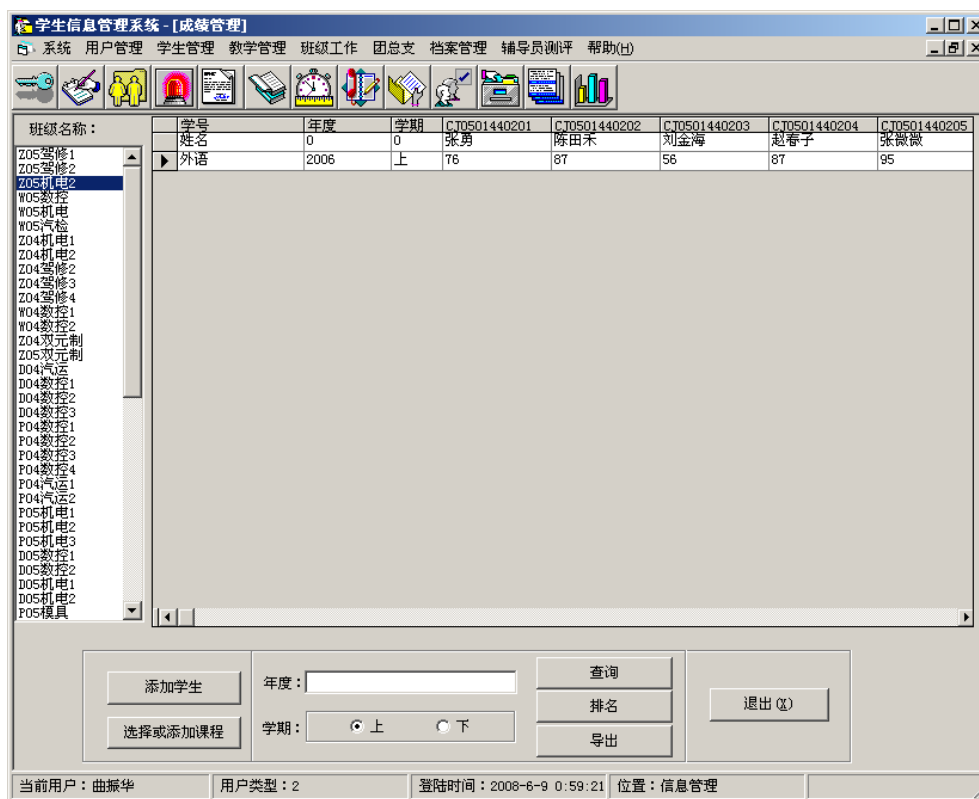 学生信息管理系统 - [成绩管理]
系统 用户管理 学生管理 教学管理 班级工作 团总支 档案管理 辅导员测评 帮助(H)
班级名称：
Z05驾修1
Z05驾修2
Z05机电2
W05数控
W05机电
W05汽检
Z04机电1
Z04机电2
Z04驾修2
Z04驾修3
Z04驾修4
W04数控1
W04数控2
Z04双元制
Z05双元制
D04汽运
D04数控1
D04数控2
D04数控3
P04数控1
P04数控2
P04数控3
P04数控4
P04汽运1
P04汽运2
P05机电1
P05机电2
P05机电3
D05数控1
D05数控2
D05机电1
D05机电2
P05模具
学号 年度 学期 CJ0501440201 CJ0501440202 CJ0501440203 CJ0501440204 CJ0501440205
姓名 0 0 张勇 陈田禾 刘金海 赵春子 张微微
外语 2006 上 76 87 56 87 95
添加学生
选择或添加课程
年度：
学期： 上 下
查询
排名
导出
退出(X)
当前用户：曲振华 用户类型：2 登陆时间：2008-6-9 0:59:21 位置：信息管理